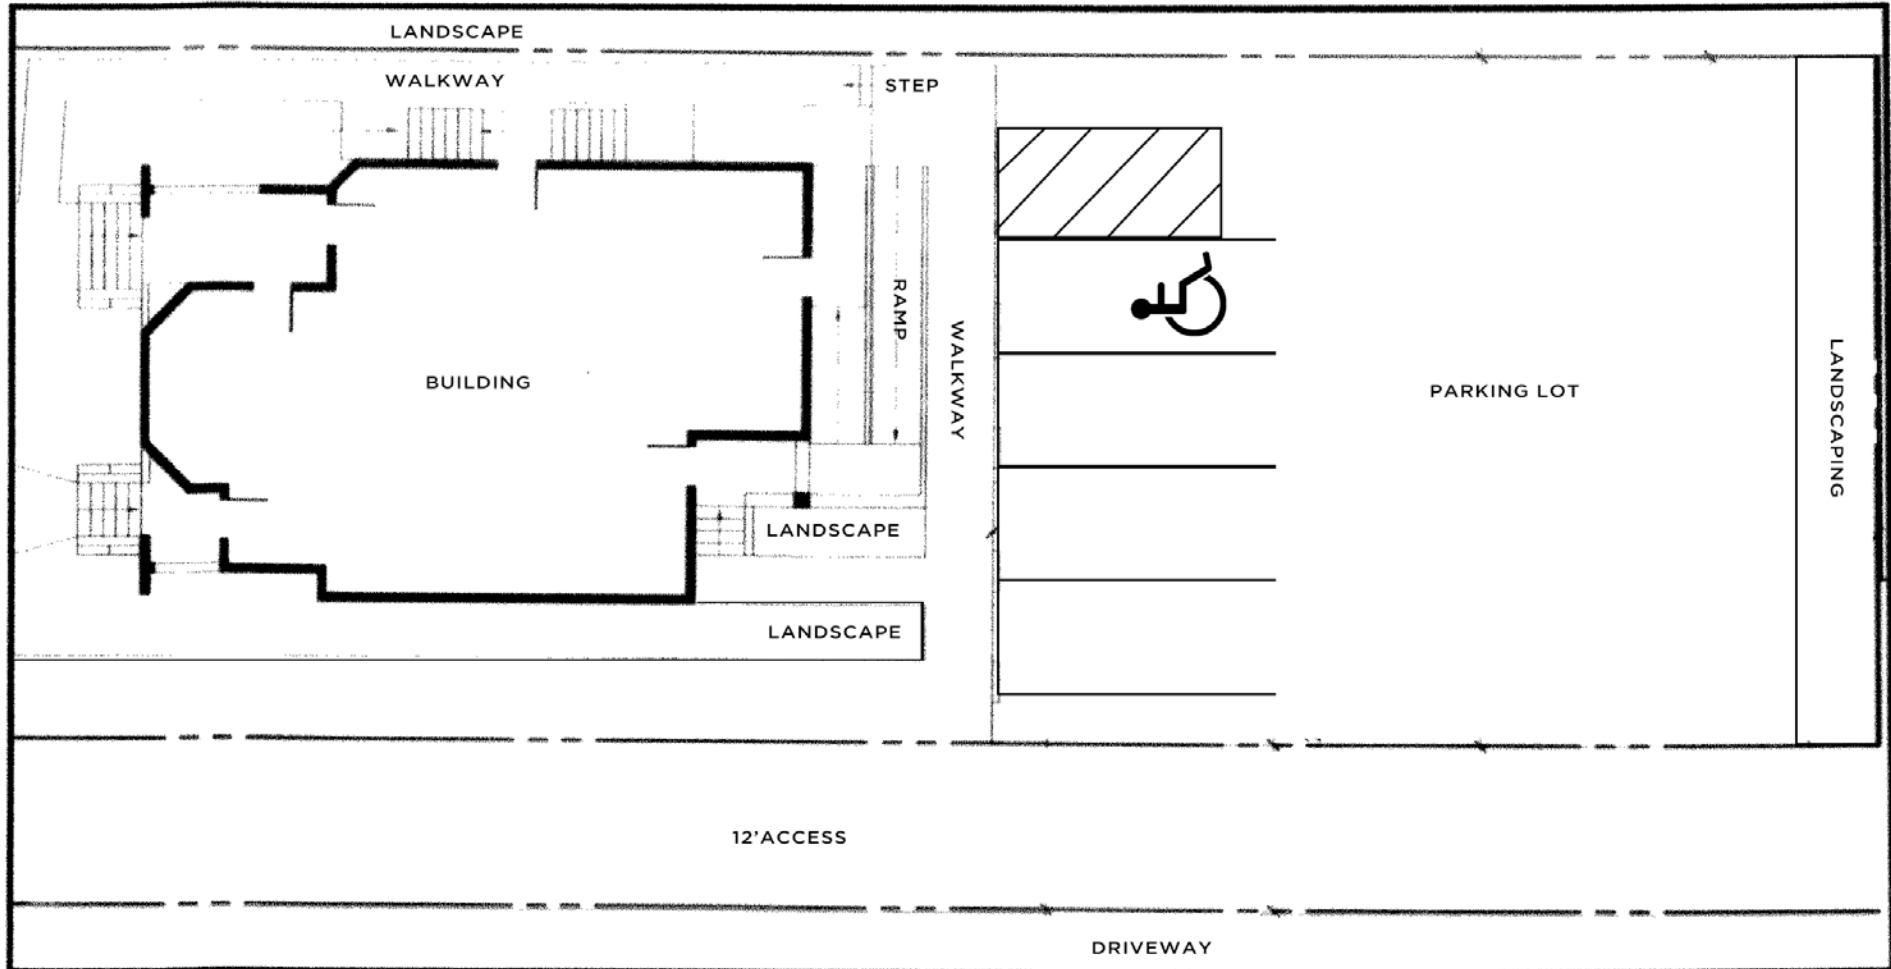 LANDSCAPE
WALKWAY
STEP
RAMP
WALKWAY
BUILDING
PARKING LOT
LANDSCAPING
LANDSCAPE
LANDSCAPE
12'ACCESS
DRIVEWAY